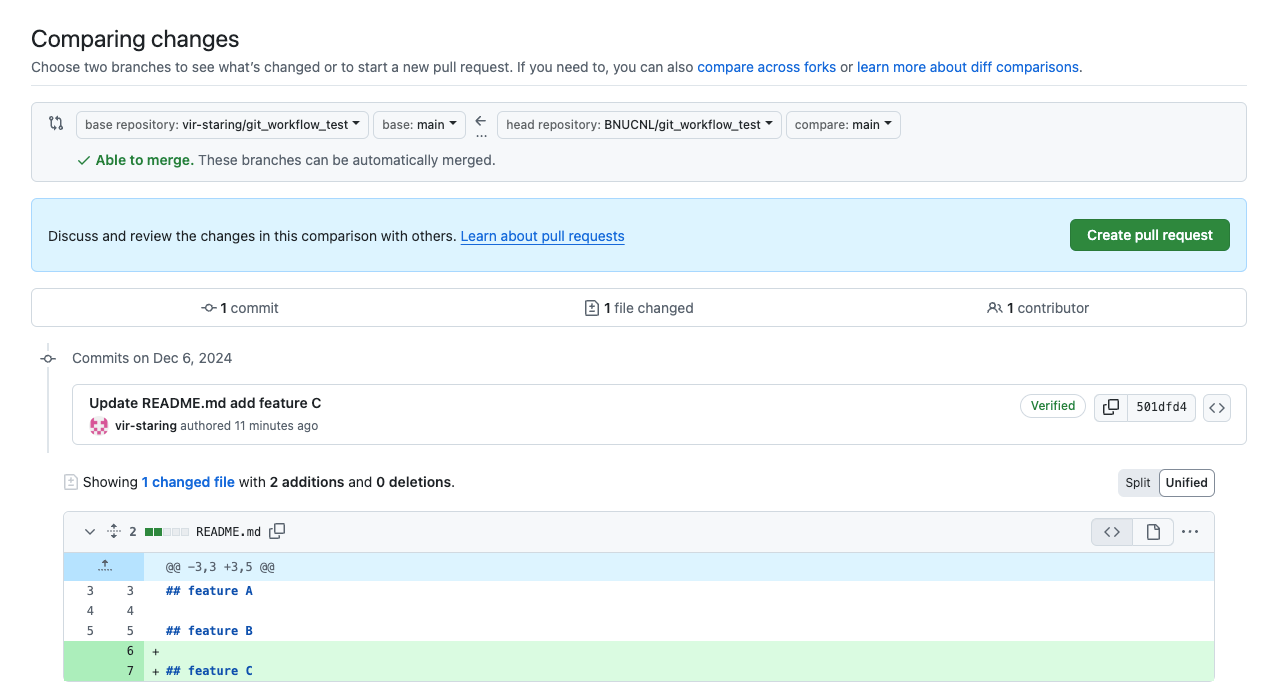 Comparing changes
Choose two branches to see what's changed or to start a new pull request. If you need to, you can also compare across forks or learn more about diff comparisons.
base repository: vir-staring/git_workflow_test base: main ... head repository: BNUCNL/git_workflow_test compare: main
Able to merge. These branches can be automatically merged.
Discuss and review the changes in this comparison with others. Learn about pull requests Create pull request
1 commit 1 file changed 1 contributor
Commits on Dec 6, 2024
Update README.md add feature C
Verified 501dfd4
vir-staring authored 11 minutes ago
Showing 1 changed file with 2 additions and 0 deletions.
Split Unified
2 README.md
@@ -3,3 +3,5 @@
3 3 ## feature A
4 4
5 5 ## feature B
6 +
7 + ## feature C